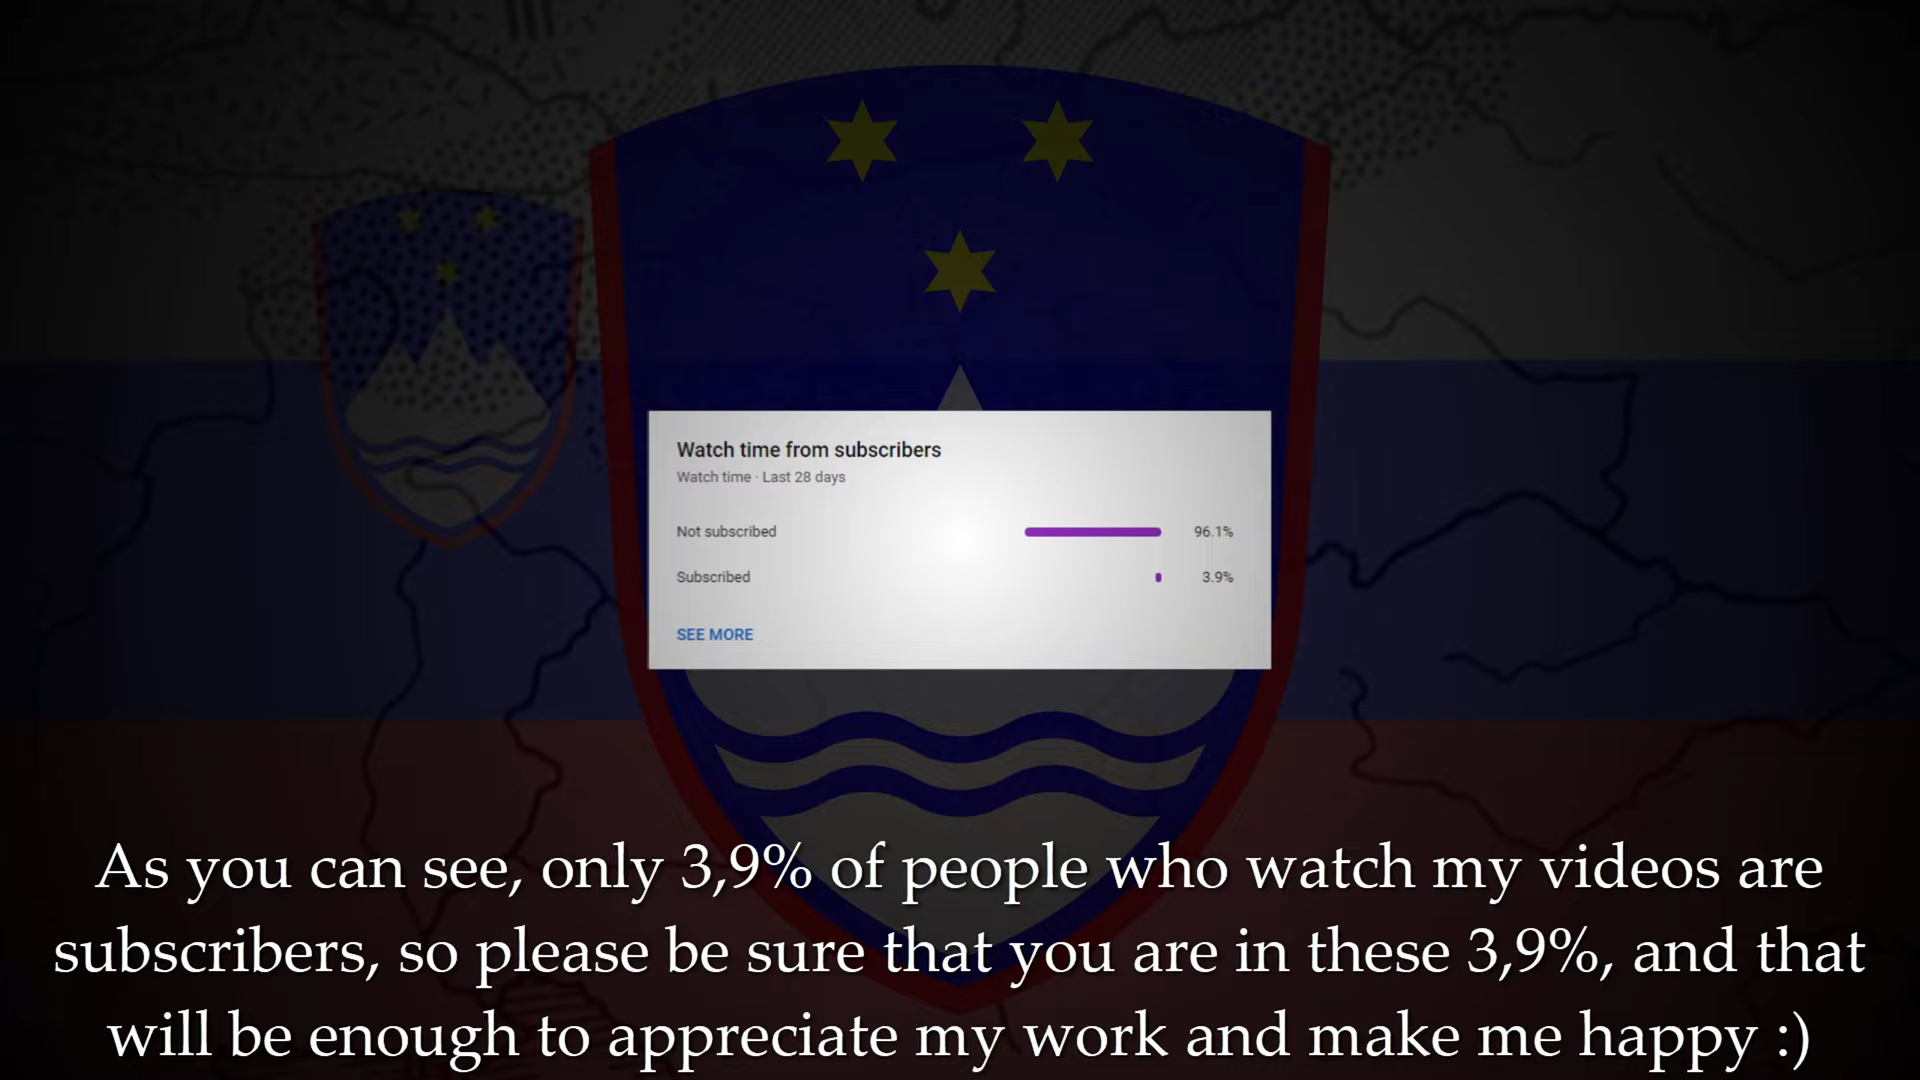 Watch time from subscribers
Watch time · Last 28 days
Not subscribed 96.1%
Subscribed 3.9%
SEE MORE
As you can see, only 3,9% of people who watch my videos are
subscribers, so please be sure that you are in these 3,9%, and that
will be enough to appreciate my work and make me happy :)